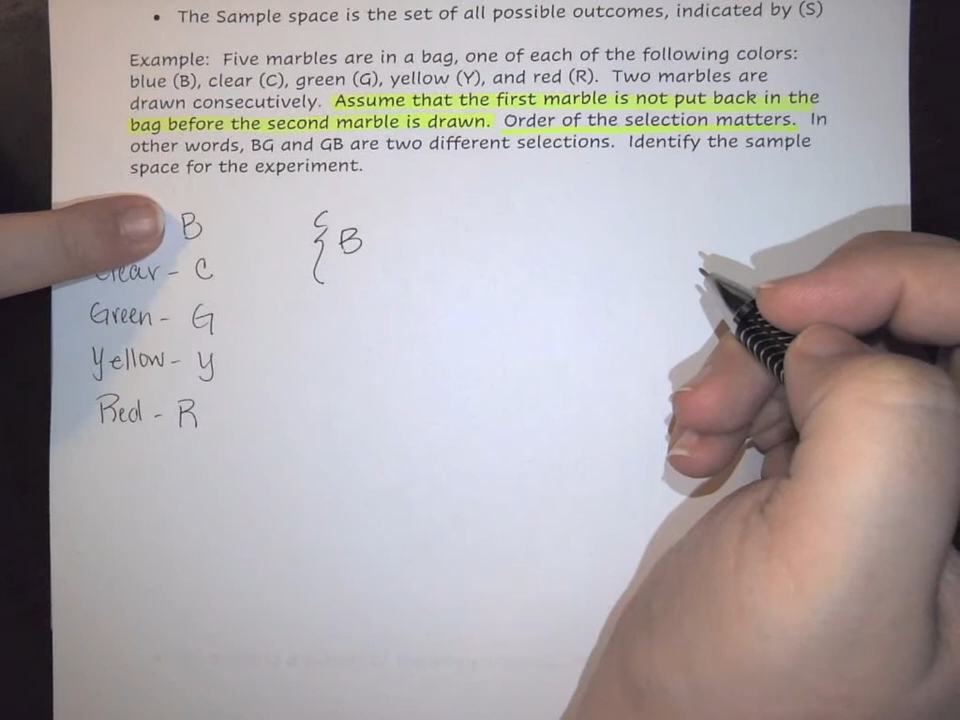 • The Sample space is the set of all possible outcomes, indicated by (S)
Example: Five marbles are in a bag, one of each of the following colors:
blue (B), clear (C), green (G), yellow (Y), and red (R). Two marbles are
drawn consecutively. Assume that the first marble is not put back in the
bag before the second marble is drawn. Order of the selection matters. In
other words, BG and GB are two different selections. Identify the sample
space for the experiment.
B
Clear - C
Green - G
Yellow - Y
Red - R
{ B